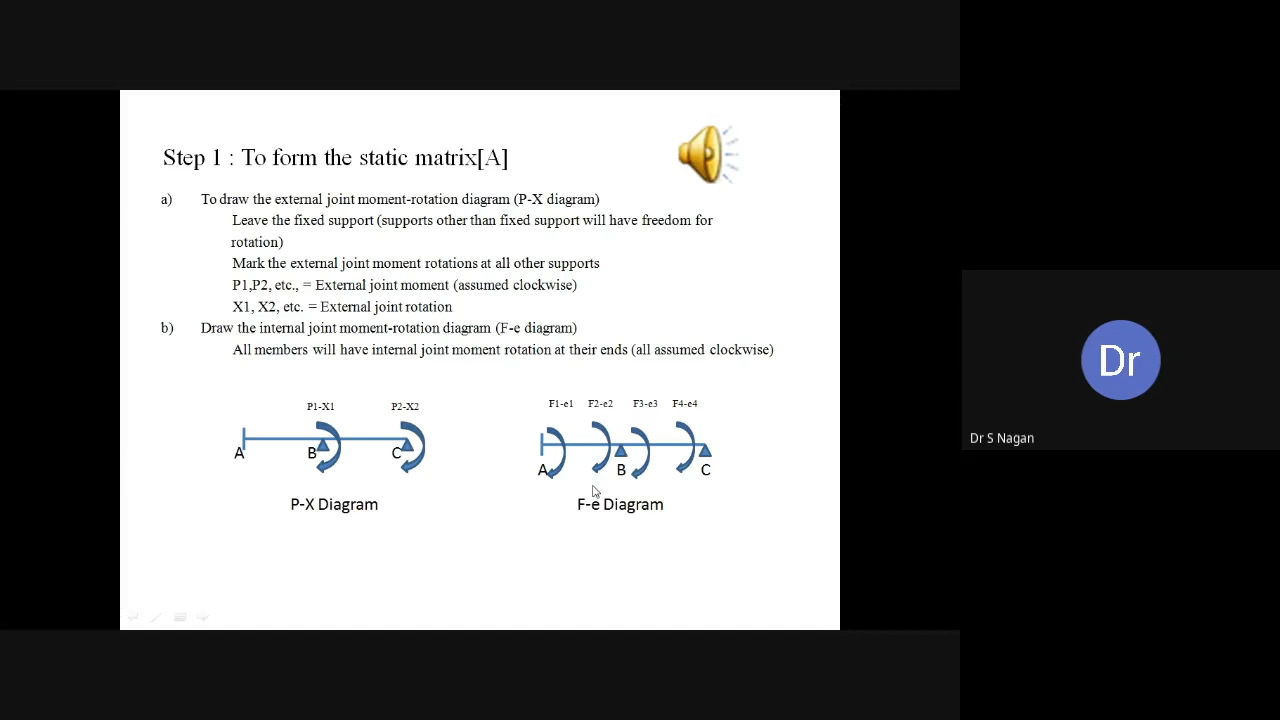 Step 1 : To form the static matrix[A]
a) To draw the external joint moment-rotation diagram (P-X diagram)
Leave the fixed support (supports other than fixed support will have freedom for
rotation)
Mark the external joint moment rotations at all other supports
P1,P2, etc., = External joint moment (assumed clockwise)
X1, X2, etc. = External joint rotation
b) Draw the internal joint moment-rotation diagram (F-e diagram)
All members will have internal joint moment rotation at their ends (all assumed clockwise)
P1-X1 P2-X2
A B C
P-X Diagram
F1-e1 F2-e2 F3-e3 F4-e4
A B C
F-e Diagram
Dr
Dr S Nagan